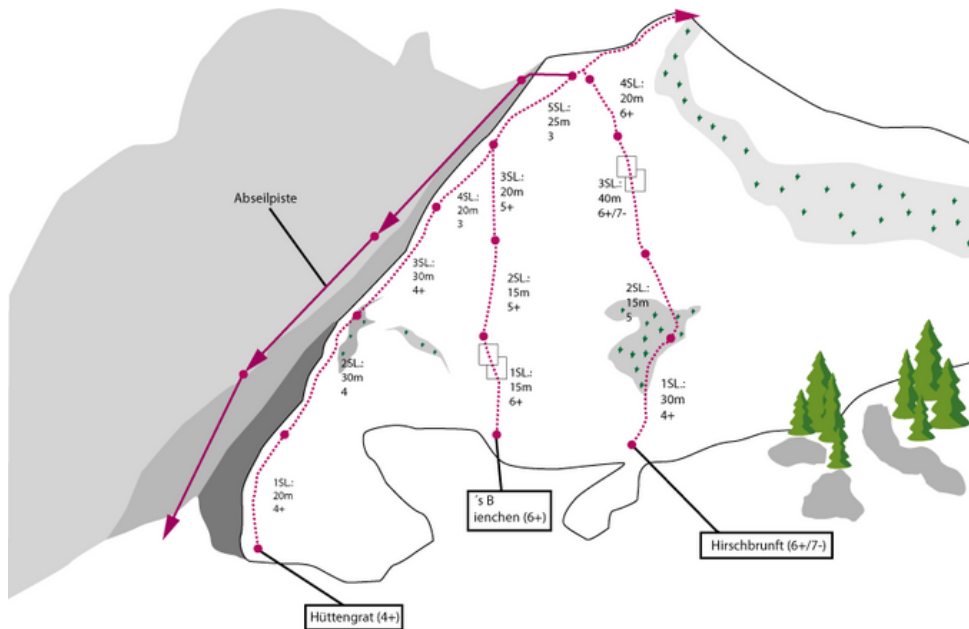 5SL.:
25m
3
4SL.:
20m
6+
3SL.:
20m
5+
3SL.:
40m
6+/7-
4SL.:
20m
3
Abseilpiste
3SL.:
30m
4+
2SL.:
15m
5+
2SL.:
15m
5
2SL.:
30m
4
1SL.:
15m
6+
1SL.:
30m
4+
1SL.:
20m
4+
´s B
ienchen (6+)
Hirschbrunft (6+/7-)
Hüttengrat (4+)